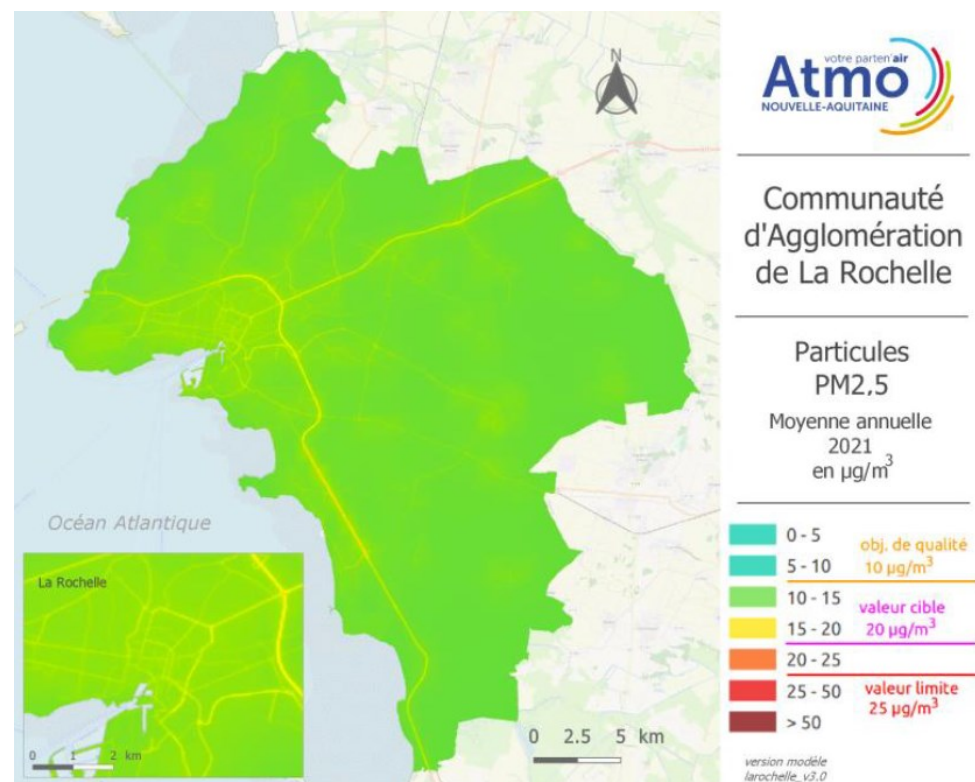 N
votre parten'air
Atmo
NOUVELLE-AQUITAINE
Communauté
d'Agglomération
de La Rochelle
Particules
PM2,5
Moyenne annuelle
2021
en µg/m³
Océan Atlantique
La Rochelle
0 1 2 km
0 2.5 5 km
0 - 5
5 - 10
obj. de qualité
10 µg/m³
10 - 15
15 - 20
valeur cible
20 µg/m³
20 - 25
25 - 50
> 50
valeur limite
25 µg/m³
version modèle
larochelle_v3.0